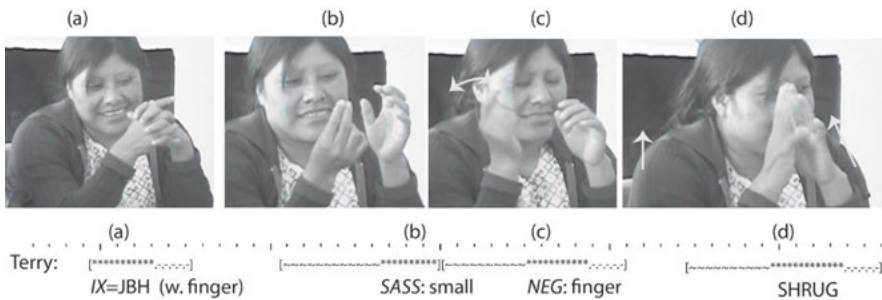 (a) (b) (c) (d)
(a) (b) (c) (d)
Terry: [***********.-.-.-.-] [~~~~~~~~~~~~**********][~~~~~~~~~~***********.-.-.-.-] [~~~~~~~~~~*************.-.-.-.-]
IX=JBH (w. finger) SASS: small NEG: finger SHRUG